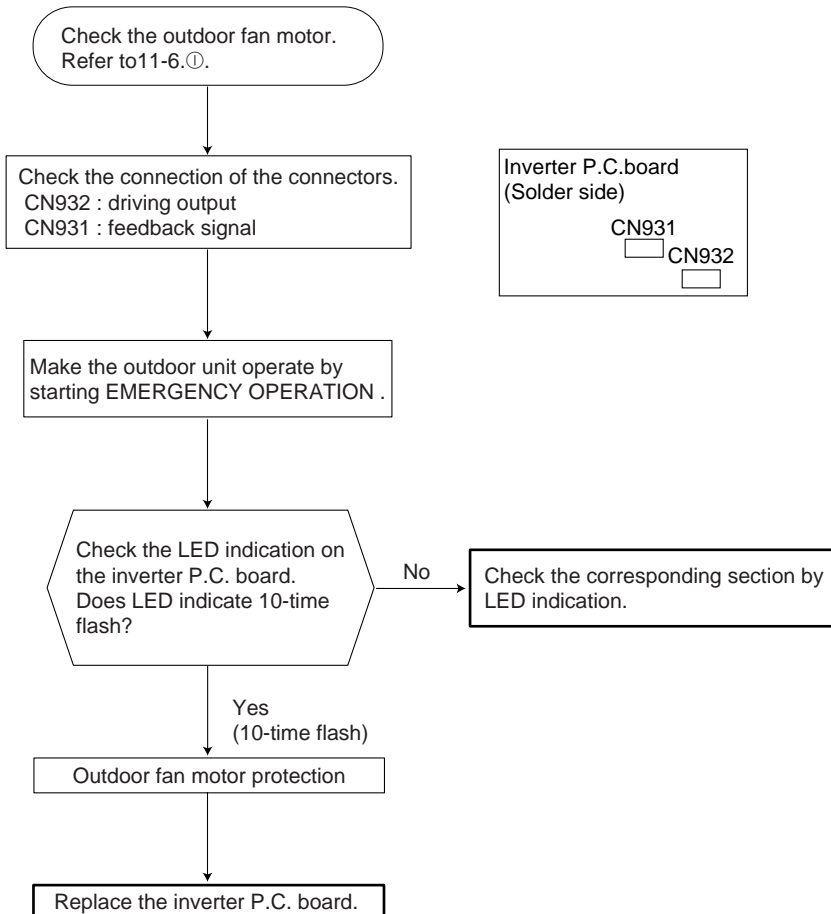 Check the outdoor fan motor.
Refer to11-6.Ⓘ.
Check the connection of the connectors.
CN932 : driving output
CN931 : feedback signal
Inverter P.C.board
(Solder side)
CN931
CN932
Make the outdoor unit operate by
starting EMERGENCY OPERATION .
Check the LED indication on
the inverter P.C. board.
Does LED indicate 10-time
flash?
No
Check the corresponding section by
LED indication.
Yes
(10-time flash)
Outdoor fan motor protection
Replace the inverter P.C. board.